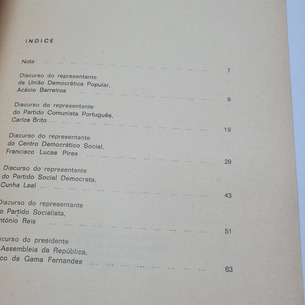 ÍNDICE
Nota ... ... ... ... ... ... ... 7
Discurso do representante
da União Democrática Popular,
Acácio Barreiros ... ... ... ... 9
Discurso do representante
do Partido Comunista Português,
Carlos Brito ... ... ... ... ... 19
Discurso do representante
do Centro Democrático Social,
Francisco Lucas Pires ... ... ... 29
Discurso do representante
do Partido Social Democrata,
Cunha Leal ... ... ... ... ... 43
Discurso do representante
o Partido Socialista,
António Reis ... ... ... ... ... 51
scurso do presidente
Assembleia da República,
co da Gama Fernandes ... ... ... 63